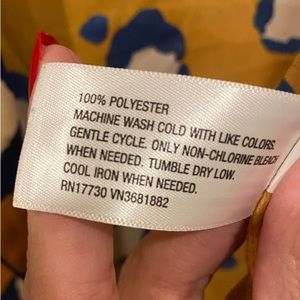 100% POLYESTER
MACHINE WASH COLD WITH LIKE COLORS
GENTLE CYCLE. ONLY NON-CHLORINE BLEACH
WHEN NEEDED. TUMBLE DRY LOW.
COOL IRON WHEN NEEDED.
RN17730 VN3681882